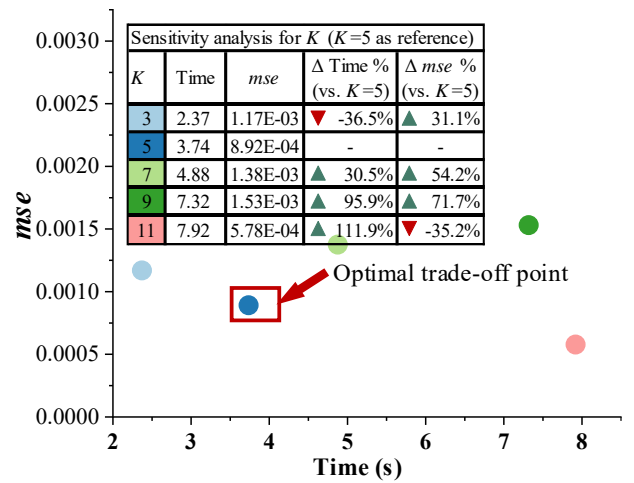 0.0030
0.0025
0.0020
0.0015
0.0010
0.0005
0.0000
mse
Sensitivity analysis for K (K=5 as reference)
K Time mse Δ Time % (vs. K=5) Δ mse % (vs. K=5)
3 2.37 1.17E-03 ▼ -36.5% ▲ 31.1%
5 3.74 8.92E-04 - -
7 4.88 1.38E-03 ▲ 30.5% ▲ 54.2%
9 7.32 1.53E-03 ▲ 95.9% ▲ 71.7%
11 7.92 5.78E-04 ▲ 111.9% ▼ -35.2%
Optimal trade-off point
2 3 4 5 6 7 8
Time (s)